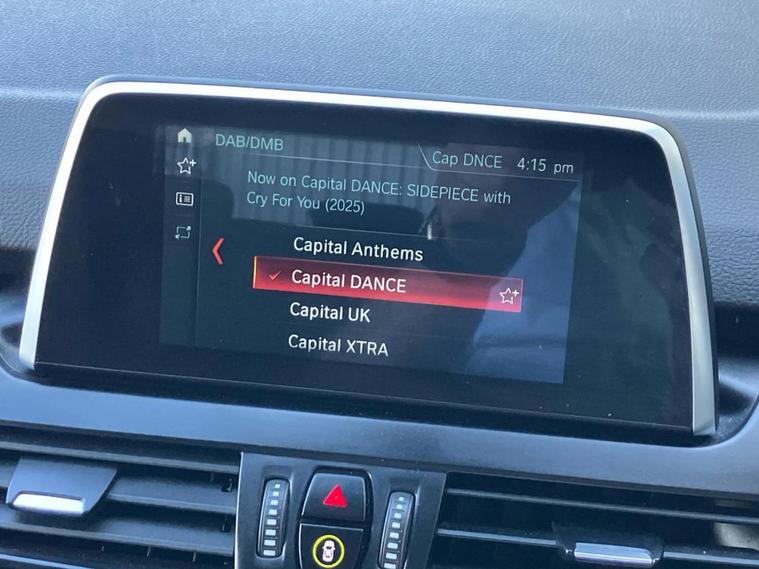 DAB/DMB
Cap DNCE 4:15 pm
Now on Capital DANCE: SIDEPIECE with
Cry For You (2025)
Capital Anthems
Capital DANCE
Capital UK
Capital XTRA